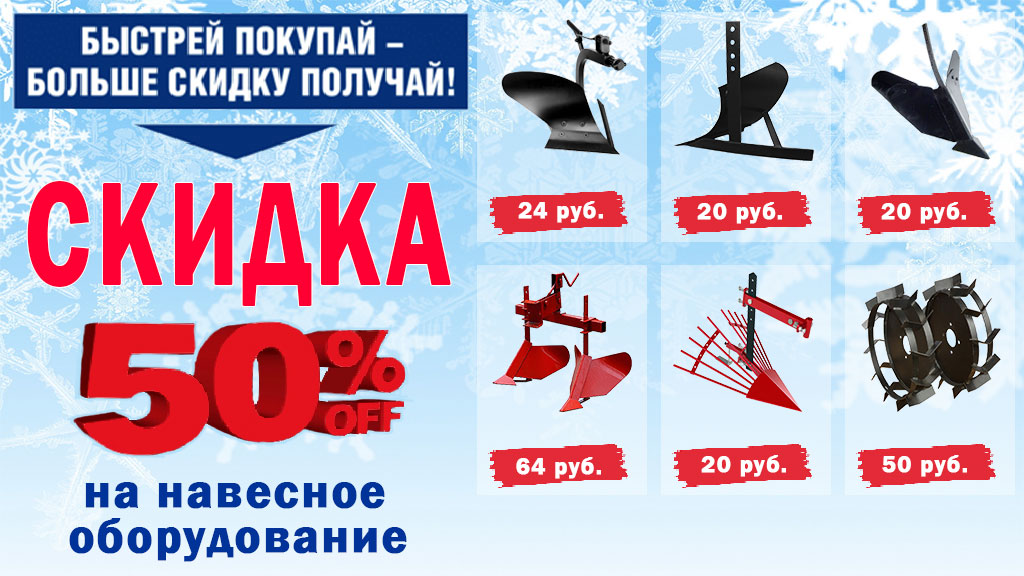 БЫСТРЕЙ ПОКУПАЙ –
БОЛЬШЕ СКИДКУ ПОЛУЧАЙ!
СКИДКА
50%
OFF
на навесное
оборудование
24 руб.
20 руб.
20 руб.
64 руб.
20 руб.
50 руб.